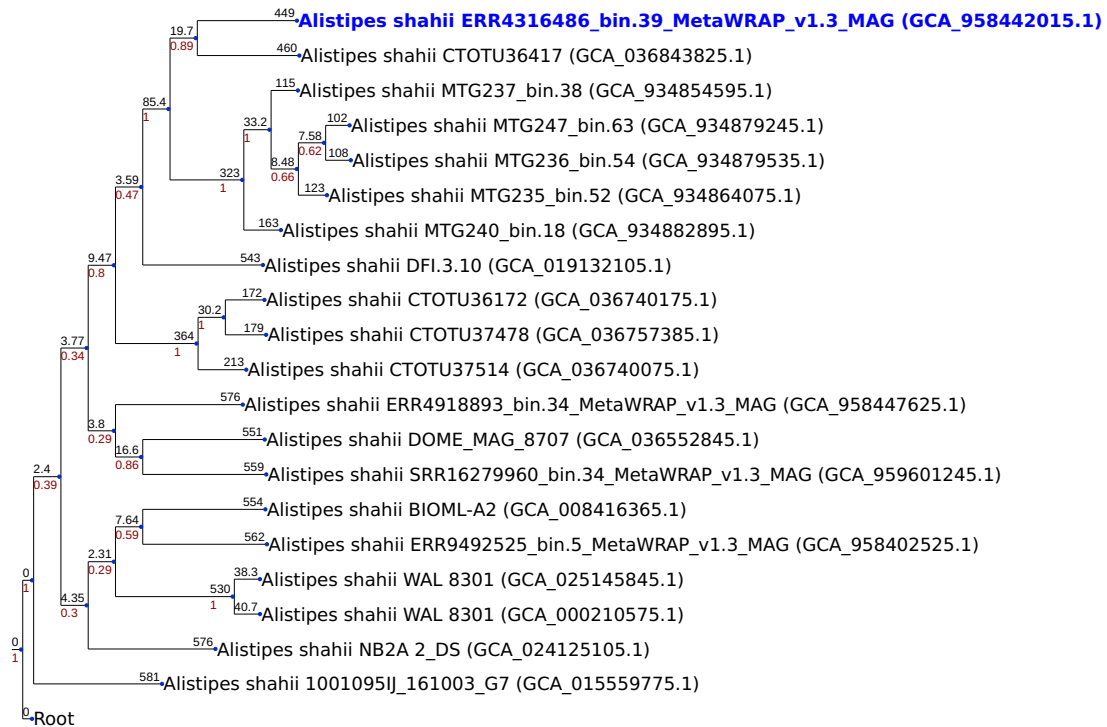 449 Alistipes shahii ERR4316486_bin.39_MetaWRAP_v1.3_MAG (GCA_958442015.1)
19.7
0.89
460 Alistipes shahii CTOTU36417 (GCA_036843825.1)
115 Alistipes shahii MTG237_bin.38 (GCA_934854595.1)
85.4
1
33.2
1
102 Alistipes shahii MTG247_bin.63 (GCA_934879245.1)
7.58
0.62
108 Alistipes shahii MTG236_bin.54 (GCA_934879535.1)
8.48
0.66
323
1
3.59
0.47
123 Alistipes shahii MTG235_bin.52 (GCA_934864075.1)
163 Alistipes shahii MTG240_bin.18 (GCA_934882895.1)
9.47
0.8
543 Alistipes shahii DFI.3.10 (GCA_019132105.1)
172 Alistipes shahii CTOTU36172 (GCA_036740175.1)
30.2
1
179 Alistipes shahii CTOTU37478 (GCA_036757385.1)
364
1
3.77
0.34
213 Alistipes shahii CTOTU37514 (GCA_036740075.1)
576 Alistipes shahii ERR4918893_bin.34_MetaWRAP_v1.3_MAG (GCA_958447625.1)
3.8
0.29
551 Alistipes shahii DOME_MAG_8707 (GCA_036552845.1)
16.6
0.86
559 Alistipes shahii SRR16279960_bin.34_MetaWRAP_v1.3_MAG (GCA_959601245.1)
2.4
0.39
554 Alistipes shahii BIOML-A2 (GCA_008416365.1)
7.64
0.59
562 Alistipes shahii ERR9492525_bin.5_MetaWRAP_v1.3_MAG (GCA_958402525.1)
2.31
0.29
38.3 Alistipes shahii WAL 8301 (GCA_025145845.1)
0
1
530
1
4.35
0.3
40.7 Alistipes shahii WAL 8301 (GCA_000210575.1)
0
1
576 Alistipes shahii NB2A 2_DS (GCA_024125105.1)
581 Alistipes shahii 1001095IJ_161003_G7 (GCA_015559775.1)
0 Root